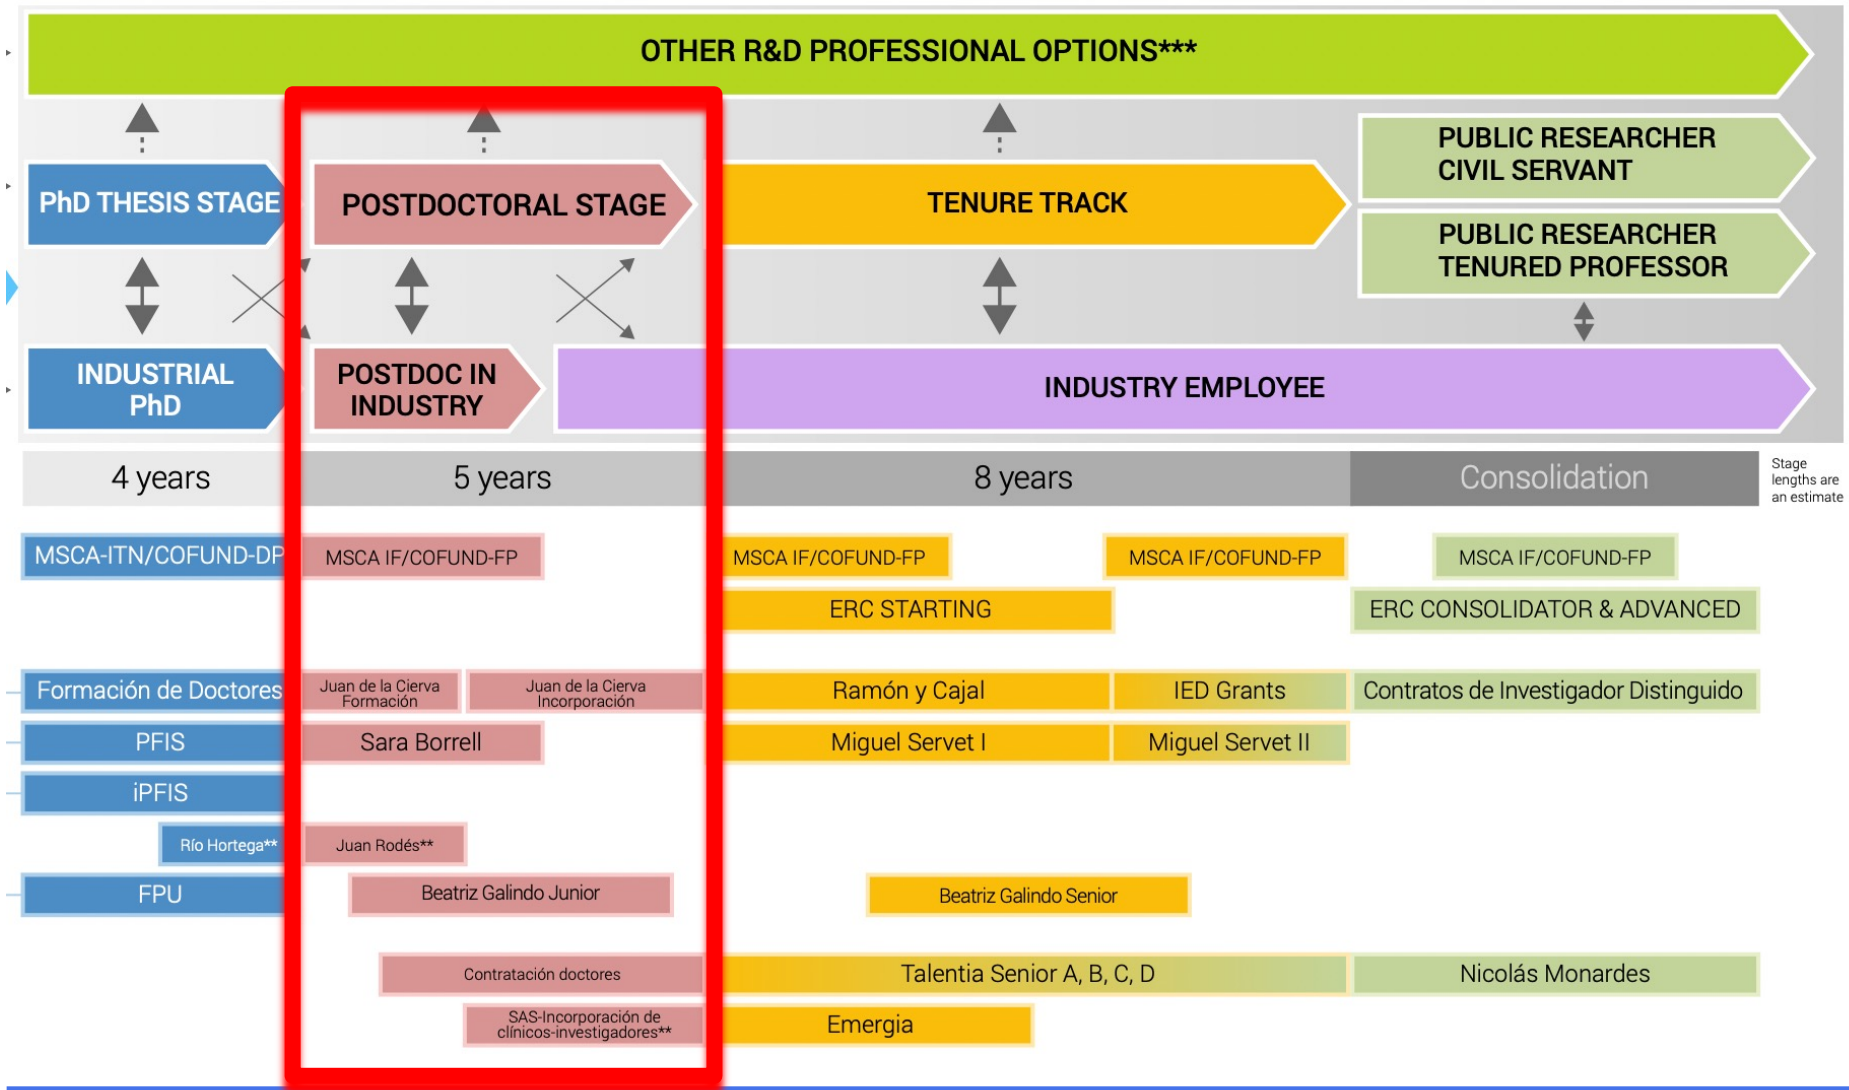 OTHER R&D PROFESSIONAL OPTIONS***
PhD THESIS STAGE
POSTDOCTORAL STAGE
TENURE TRACK
PUBLIC RESEARCHER
CIVIL SERVANT
PUBLIC RESEARCHER
TENURED PROFESSOR
INDUSTRIAL
PhD
POSTDOC IN
INDUSTRY
INDUSTRY EMPLOYEE
4 years
5 years
8 years
Consolidation
Stage
lengths are
an estimate
MSCA-ITN/COFUND-DP
MSCA IF/COFUND-FP
MSCA IF/COFUND-FP
MSCA IF/COFUND-FP
MSCA IF/COFUND-FP
ERC STARTING
ERC CONSOLIDATOR & ADVANCED
Formación de Doctores
Juan de la Cierva
Formación
Juan de la Cierva
Incorporación
Ramón y Cajal
IED Grants
Contratos de Investigador Distinguido
PFIS
Sara Borrell
Miguel Servet I
Miguel Servet II
iPFIS
Río Hortega**
Juan Rodés**
FPU
Beatriz Galindo Junior
Beatriz Galindo Senior
Contratación doctores
Talentia Senior A, B, C, D
Nicolás Monardes
SAS-Incorporación de
clínicos-investigadores**
Emergia